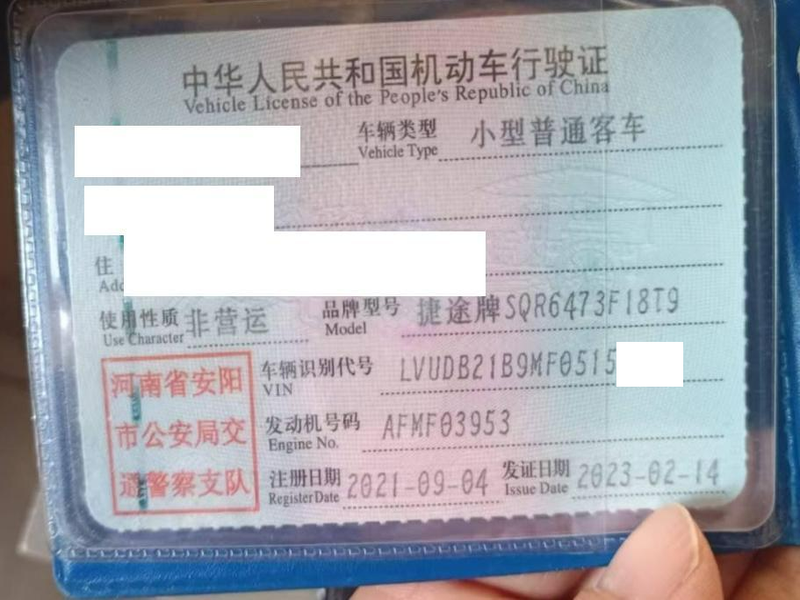 中华人民共和国机动车行驶证
Vehicle License of the People's Republic of China
车辆类型 小型普通客车
Vehicle Type
住
Add
使用性质 非营运 品牌型号 捷途牌SQR6473F18T9
Use Character Model
车辆识别代号 LVUDB21B9MF0515
VIN
发动机号码 AFMF03953
Engine No.
注册日期 2021-09-04 发证日期 2023-02-14
Register Date Issue Date
河南省安阳
市公安局交
通警察支队